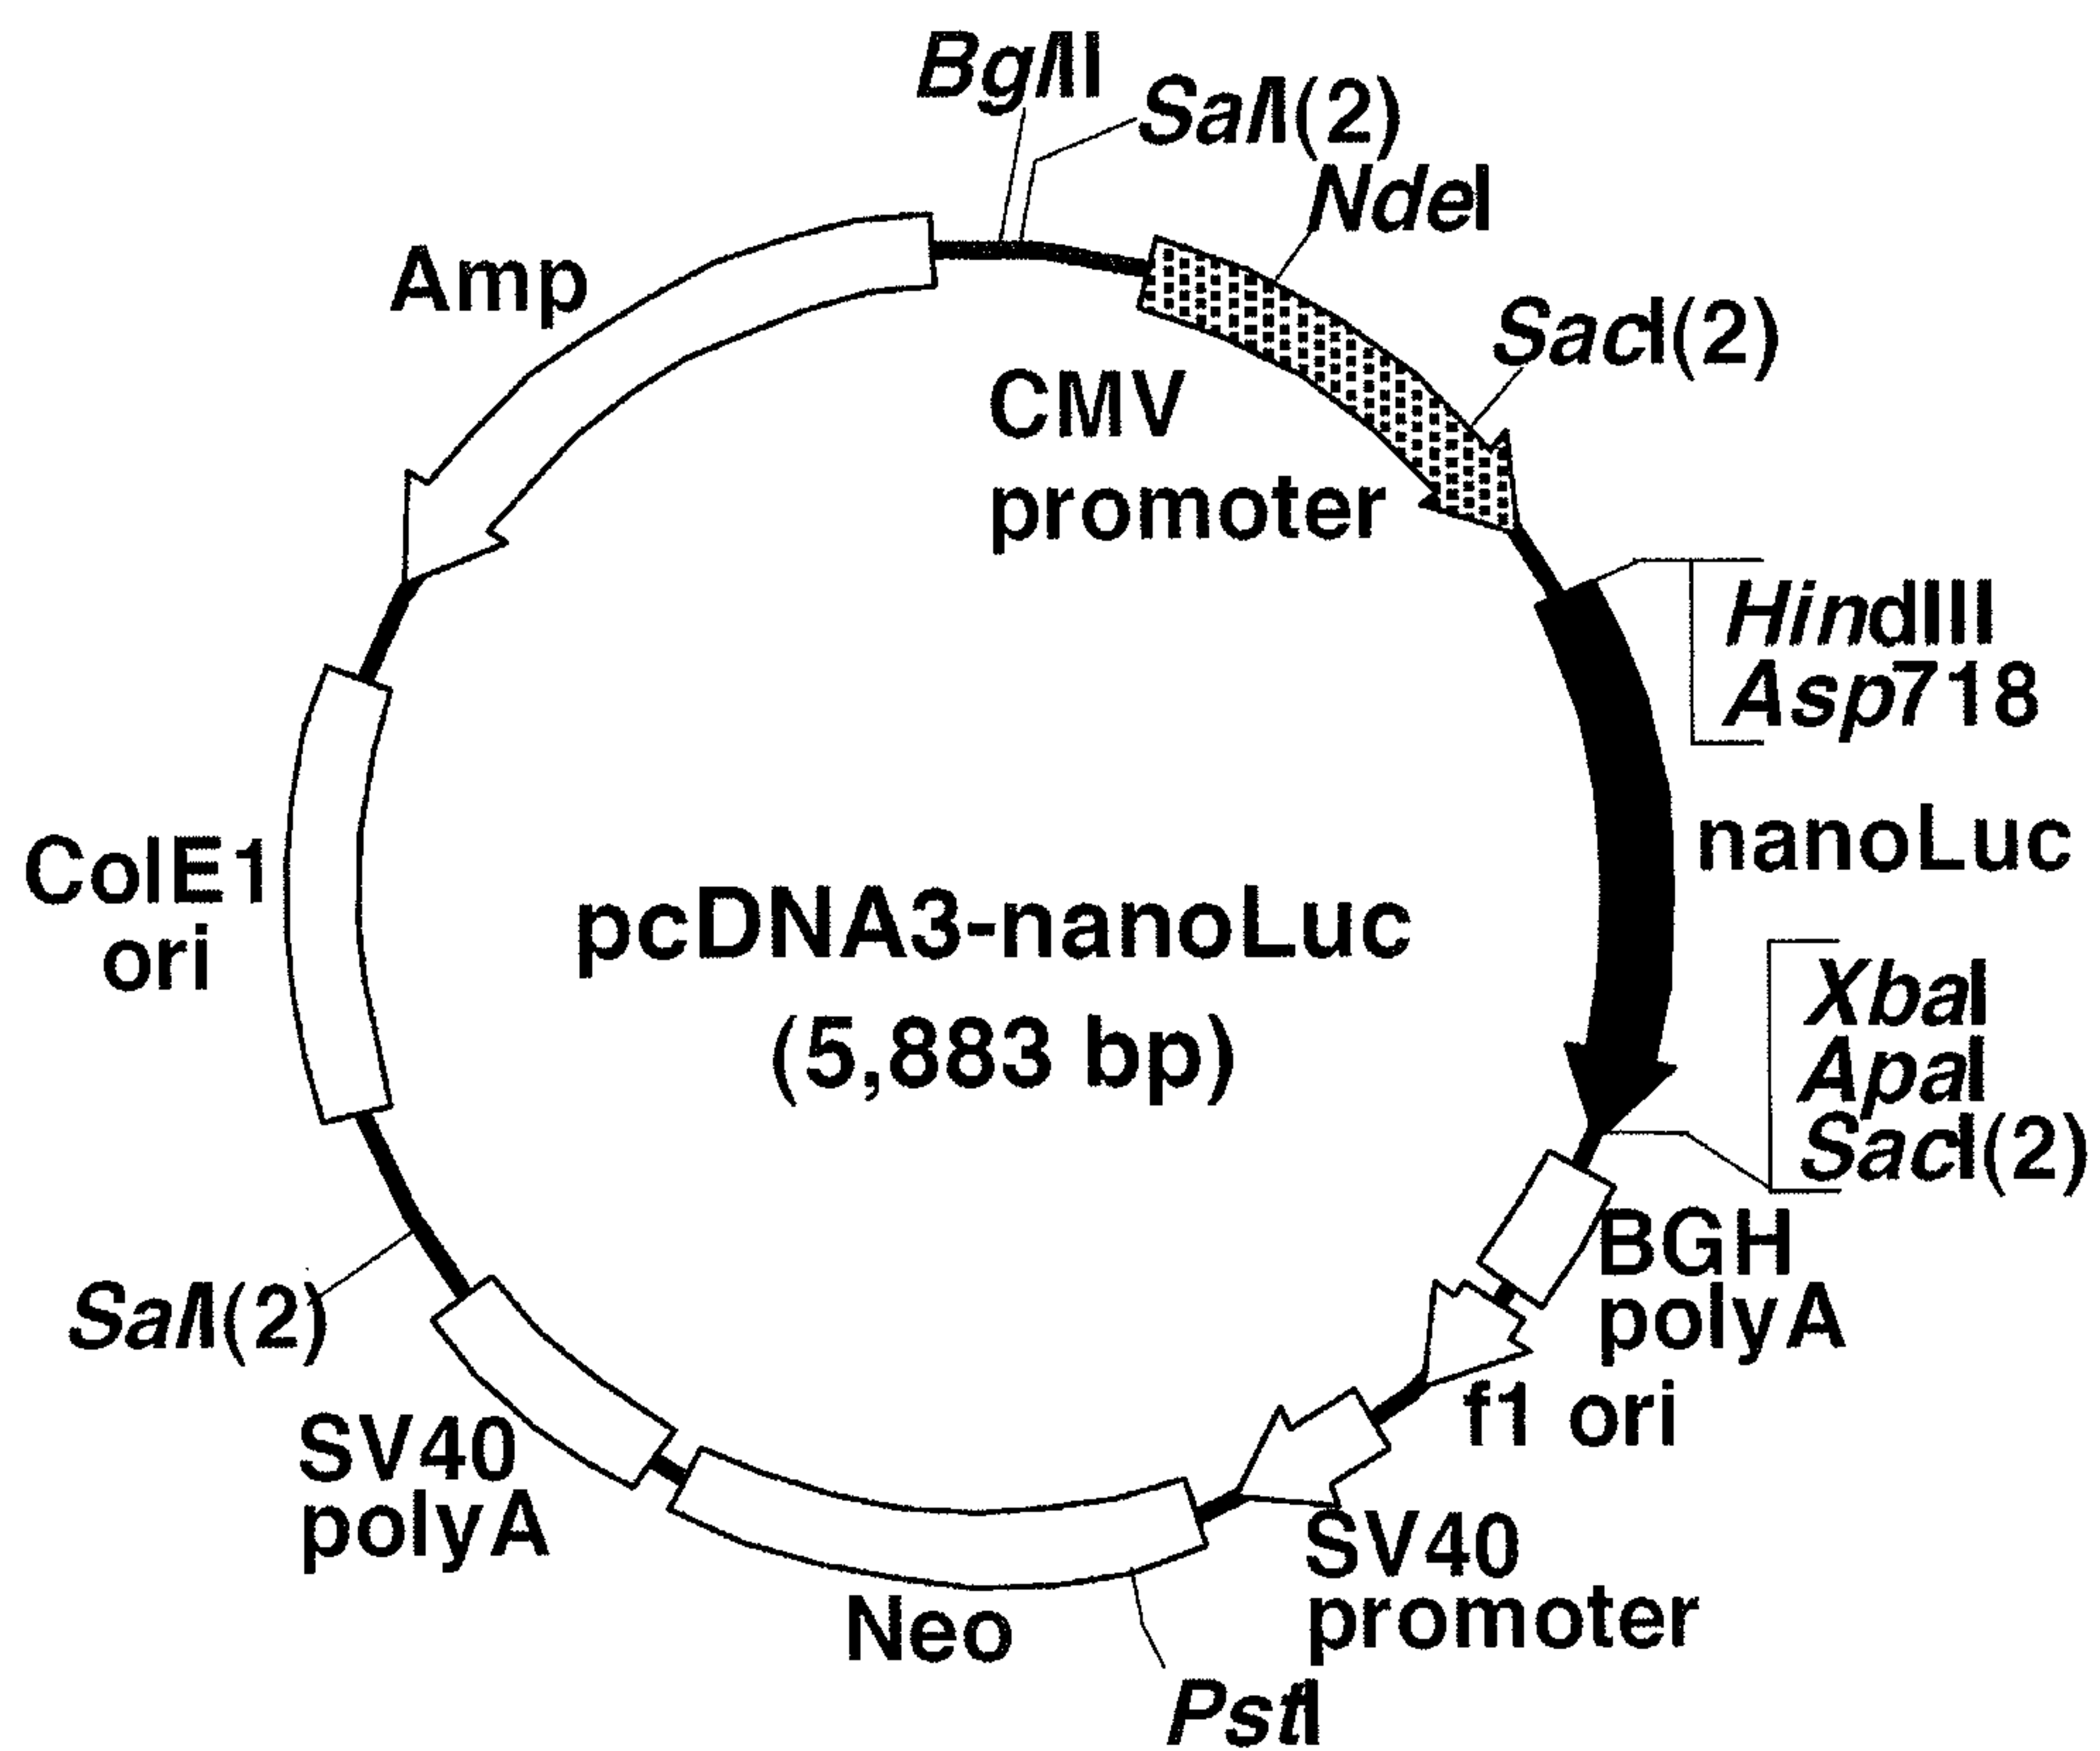 BglII
SalI(2)
NdeI
Amp
SacI(2)
CMV
promoter
HindIII
Asp718
nanoLuc
ColE1
ori
pcDNA3-nanoLuc
(5,883 bp)
XbaI
ApaI
SacI(2)
BGH
polyA
SalI(2)
f1 ori
SV40
polyA
SV40
promoter
Neo
PstI